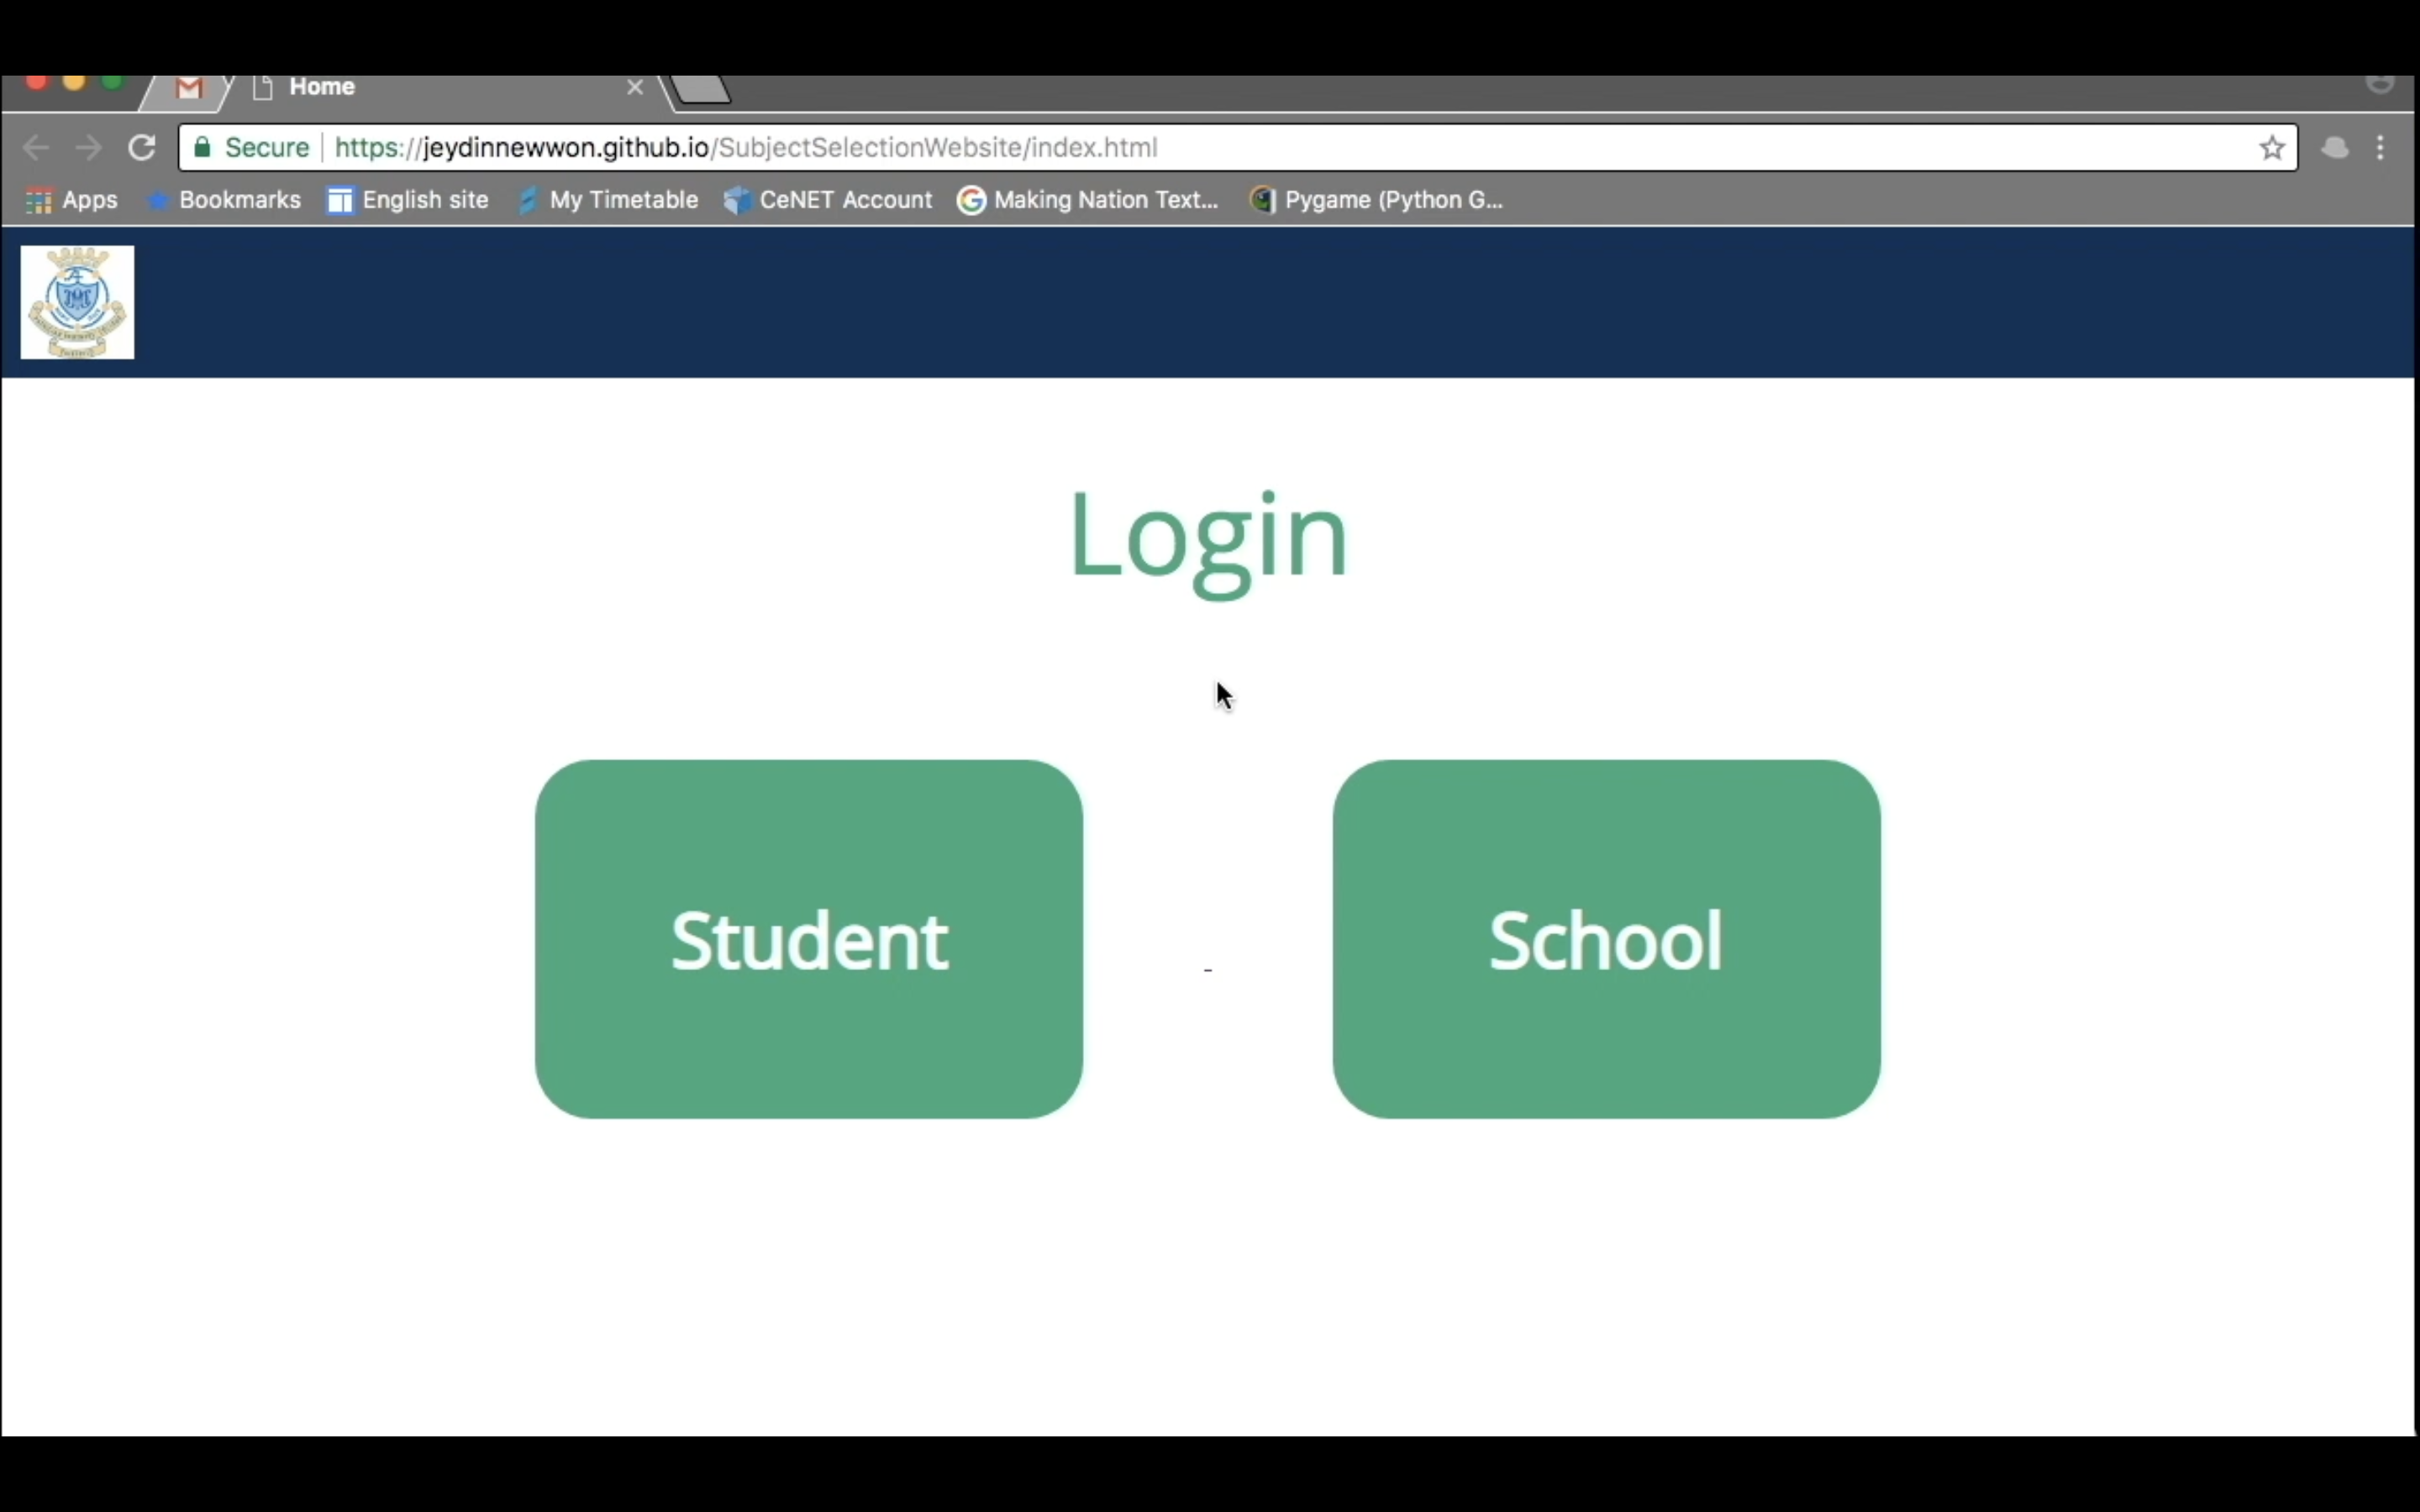 Home
Secure https://jeydinnewwon.github.io/SubjectSelectionWebsite/index.html
Apps Bookmarks English site My Timetable CeNET Account Making Nation Text... Pygame (Python G...
Login
Student - School